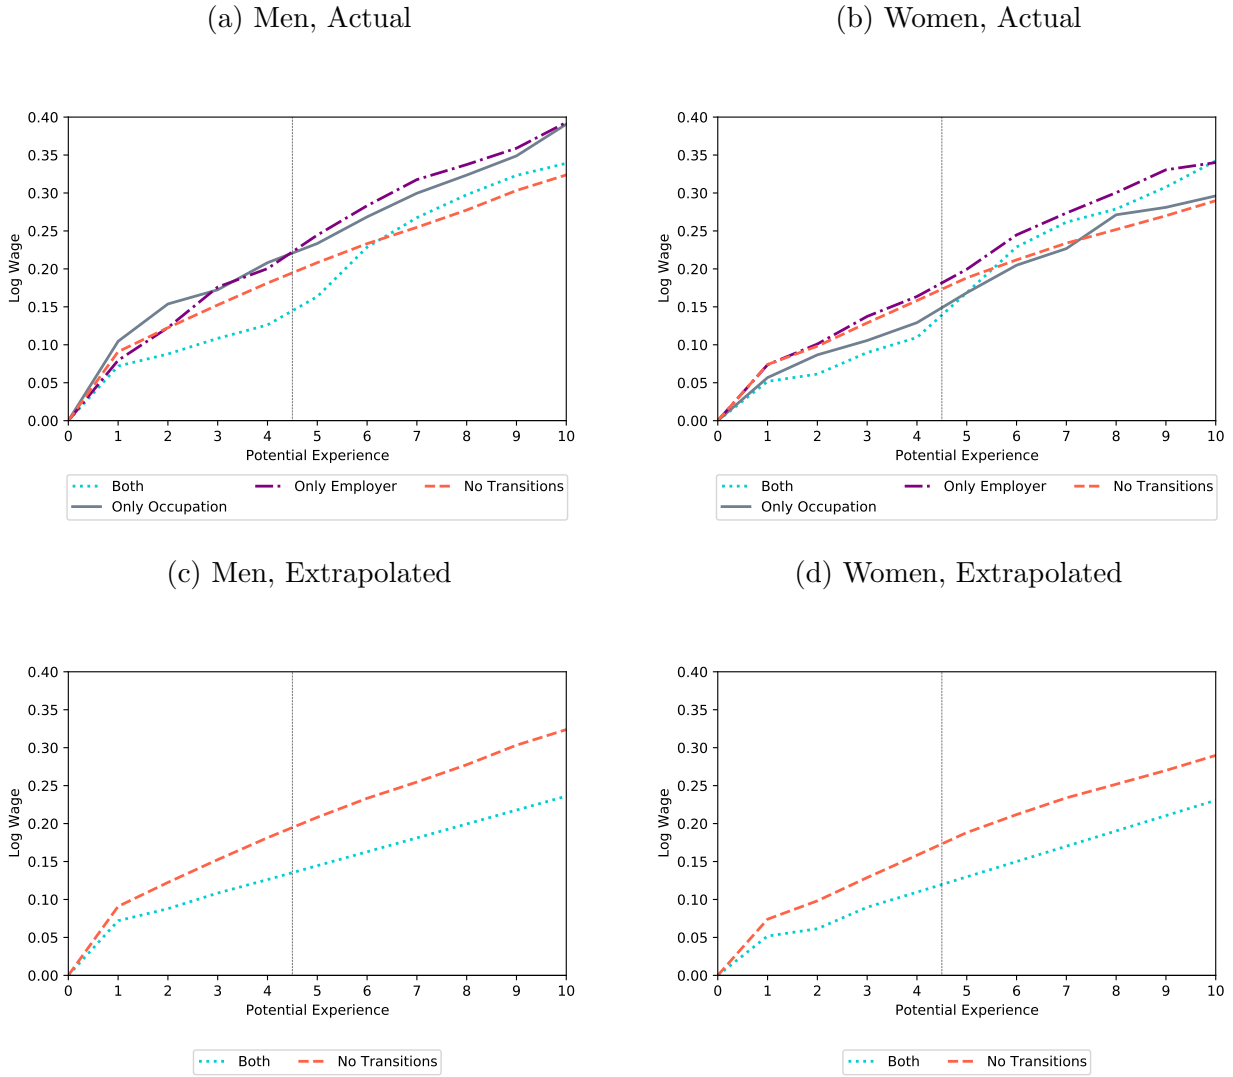 (a) Men, Actual
(b) Women, Actual
0.40
0.35
0.30
0.25
0.20
0.15
0.10
0.05
0.00
Log Wage
0 1 2 3 4 5 6 7 8 9 10
Potential Experience
Both
Only Employer
No Transitions
Only Occupation
0.40
0.35
0.30
0.25
0.20
0.15
0.10
0.05
0.00
Log Wage
0 1 2 3 4 5 6 7 8 9 10
Potential Experience
Both
Only Employer
No Transitions
Only Occupation
(c) Men, Extrapolated
(d) Women, Extrapolated
0.40
0.35
0.30
0.25
0.20
0.15
0.10
0.05
0.00
Log Wage
0 1 2 3 4 5 6 7 8 9 10
Potential Experience
Both
No Transitions
0.40
0.35
0.30
0.25
0.20
0.15
0.10
0.05
0.00
Log Wage
0 1 2 3 4 5 6 7 8 9 10
Potential Experience
Both
No Transitions